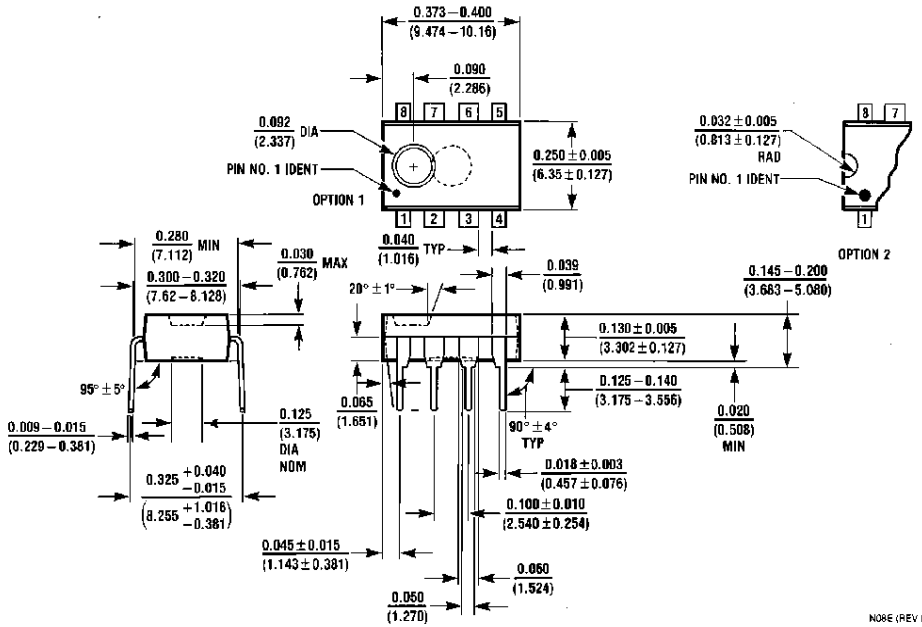 0.373–0.400
(9.474–10.16)
0.090
(2.286)
8 7 6 5
0.092 DIA
(2.337)
PIN NO. 1 IDENT
OPTION 1
1 2 3 4
0.250 ± 0.005
(6.35 ± 0.127)
0.032 ± 0.005
(0.813 ± 0.127)
RAD
PIN NO. 1 IDENT
8 7
1
OPTION 2
0.280 MIN
(7.112)
0.300–0.320
(7.62–8.128)
0.030 MAX
(0.762)
0.040 TYP
(1.016)
0.039
(0.991)
0.145–0.200
(3.683–5.080)
20° ± 1°
0.130 ± 0.005
(3.302 ± 0.127)
95° ± 5°
0.065
(1.651)
0.125–0.140
(3.175–3.556)
0.020
(0.508)
MIN
90° ± 4°
TYP
0.009–0.015
(0.229–0.381)
0.125
(3.175)
DIA
NOM
0.018 ± 0.003
(0.457 ± 0.076)
0.325 +0.040
−0.015
(8.255 +1.016
−0.381)
0.100 ± 0.010
(2.540 ± 0.254)
0.045 ± 0.015
(1.143 ± 0.381)
0.060
(1.524)
0.050
(1.270)
N08E (REV